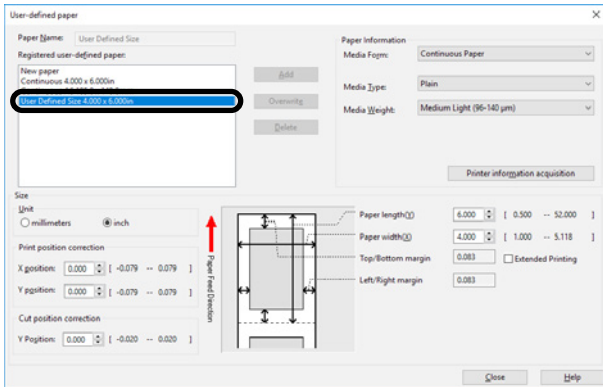 User-defined paper
Paper Name: User Defined Size
Registered user-defined paper:
New paper
Continuous 4.000 x 6.000in
User Defined Size 4.000 x 6.000in
Add
Overwrite
Delete
Paper Information
Media Form: Continuous Paper
Media Type: Plain
Media Weight: Medium Light (96-140 µm)
Printer information acquisition
Size
Unit
millimeters inch
Print position correction
X position: 0.000 [ -0.079 -- 0.079 ]
Y position: 0.000 [ -0.079 -- 0.079 ]
Cut position correction
Y Position: 0.000 [ -0.020 -- 0.020 ]
Paper Feed Direction
Paper length(Y) 6.000 [ 0.500 -- 52.000 ]
Paper width(X) 4.000 [ 1.000 -- 5.118 ]
Top/Bottom margin 0.083 Extended Printing
Left/Right margin 0.083
Close Help